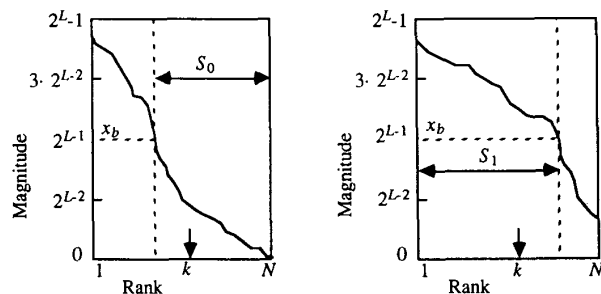 2^L-1
3· 2^L-2
2^L-1
2^L-2
0
Magnitude
x_b
S_0
1
k
N
Rank
2^L-1
3· 2^L-2
2^L-1
2^L-2
0
Magnitude
x_b
S_1
1
k
N
Rank